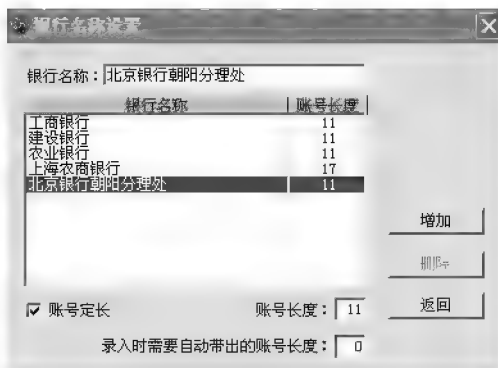 银行名称设置
银行名称：北京银行朝阳分理处
银行名称 账号长度
工商银行 11
建设银行 11
农业银行 11
上海农商银行 17
北京银行朝阳分理处 11
增加
删除
账号定长 账号长度： 11 返回
录入时需要自动带出的账号长度： 0